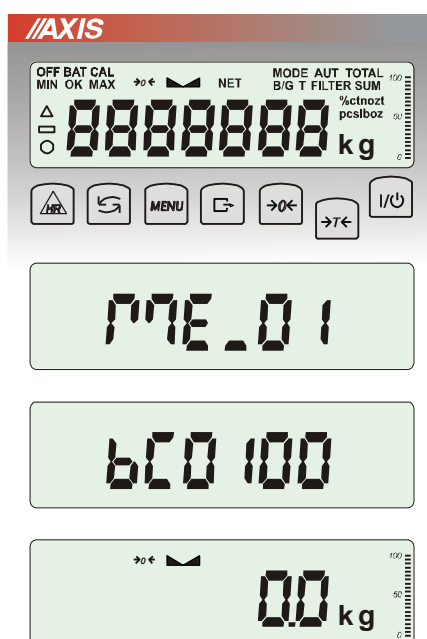 //AXIS
OFF BAT CAL MODE AUT TOTAL 100
MIN OK MAX →0← NET B/G T FILTER SUM
%ctnozt
pcslboz
50
8888888 kg
0
HR MENU →0← →T← I/⏻
ME_01
bC0100
→0← 100
0.0 kg
50
0